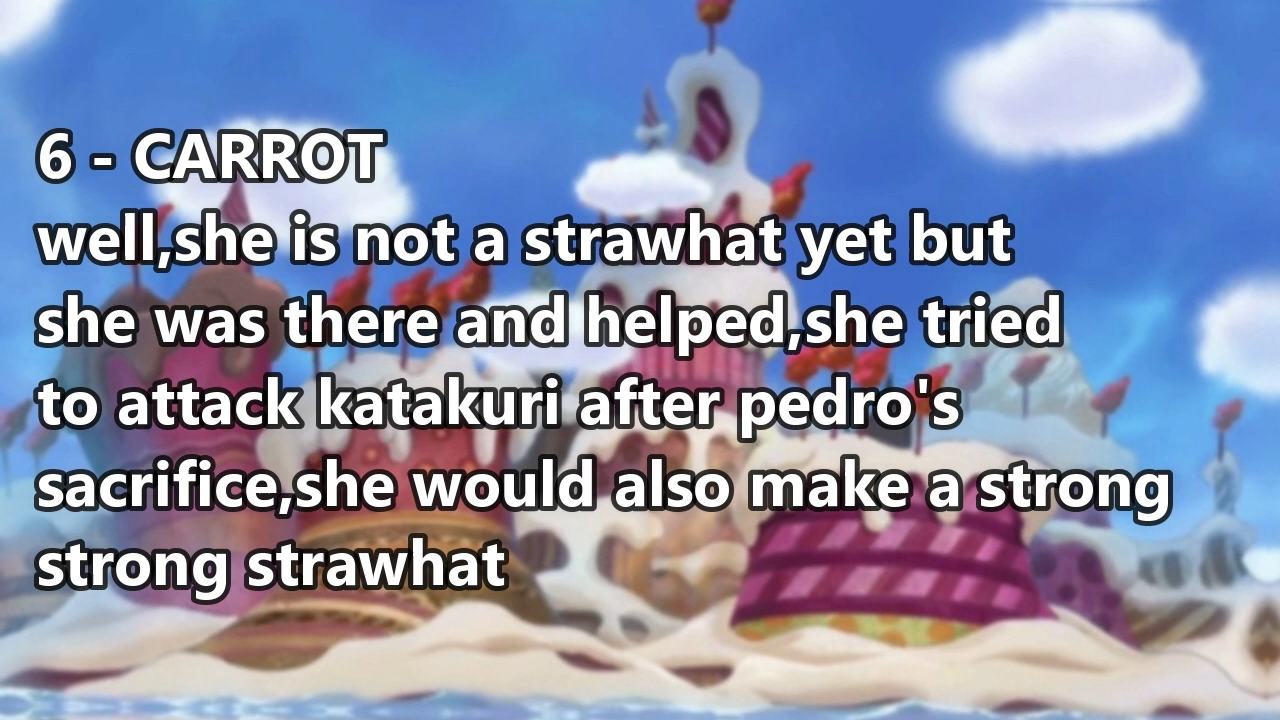 6 - CARROT
well,she is not a strawhat yet but
she was there and helped,she tried
to attack katakuri after pedro's
sacrifice,she would also make a strong
strong strawhat